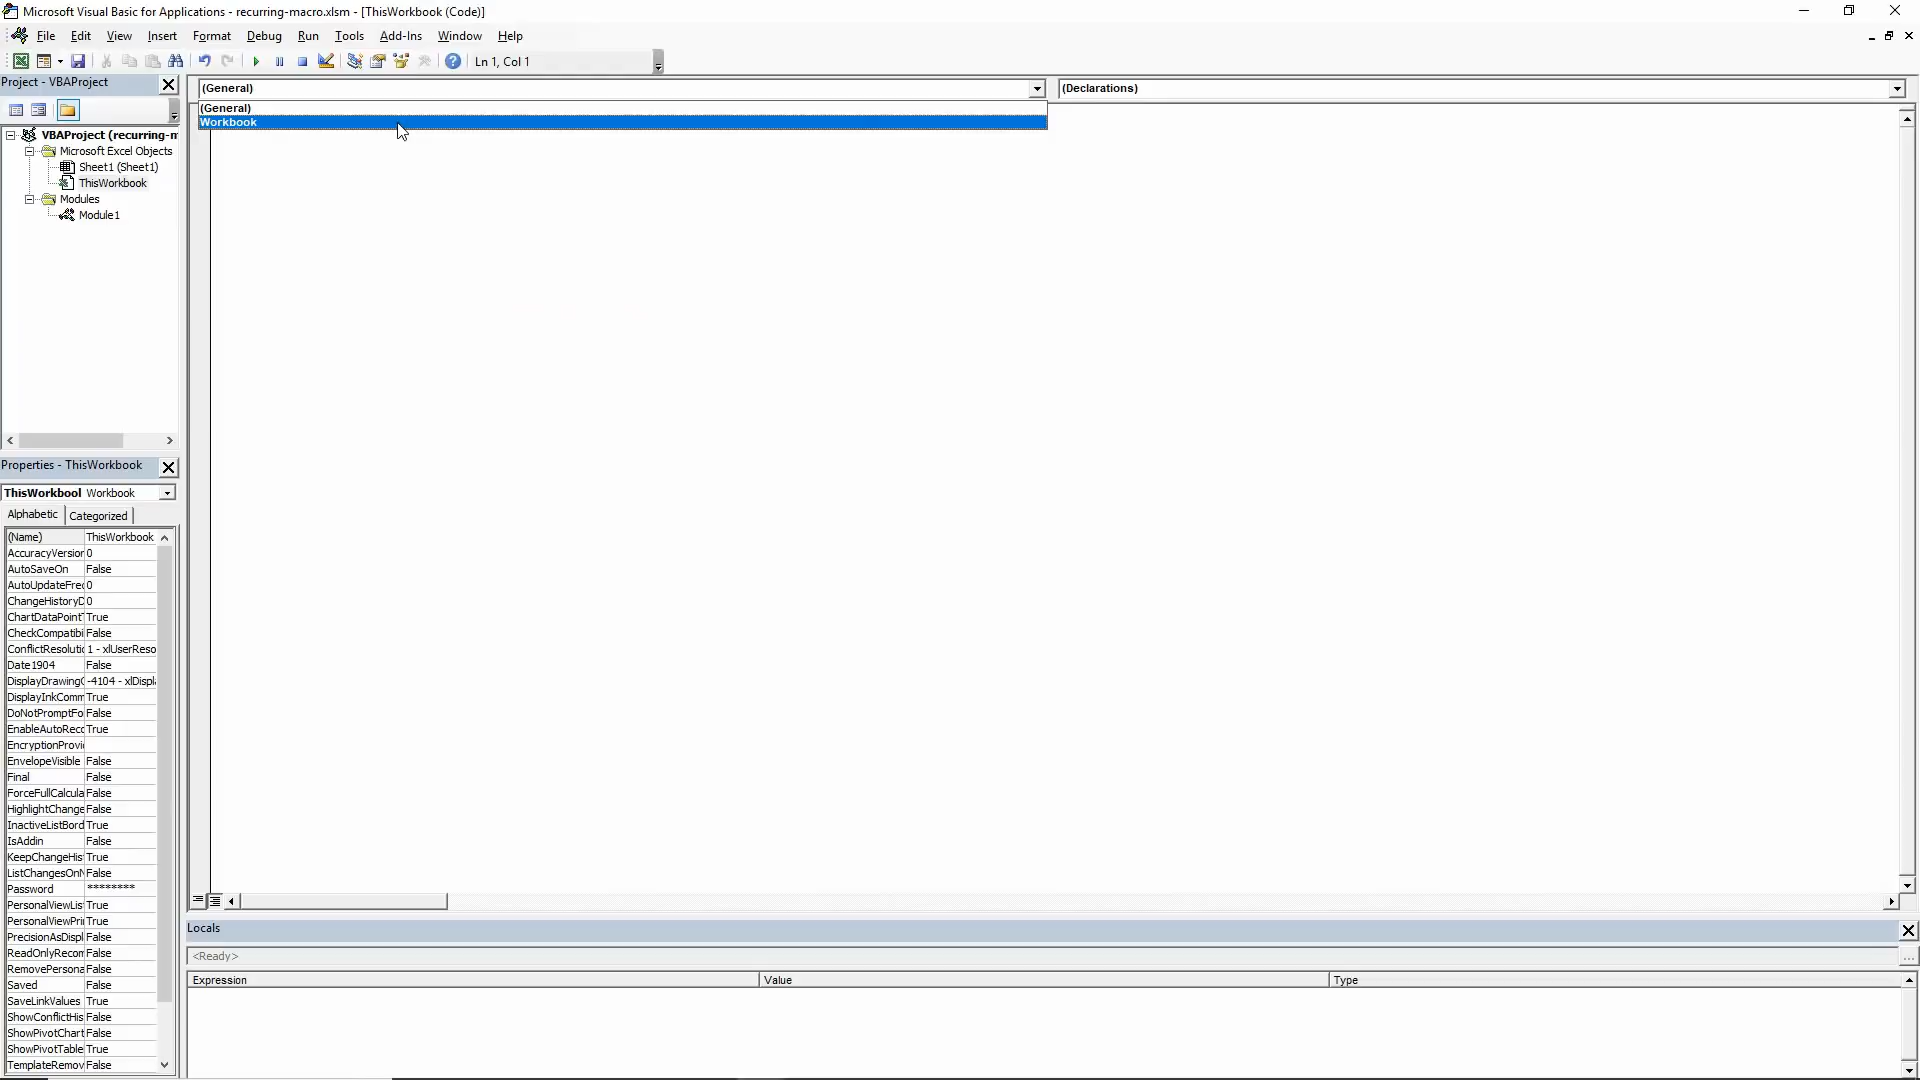 Microsoft Visual Basic for Applications - recurring-macro.xlsm - [ThisWorkbook (Code)]
File Edit View Insert Format Debug Run Tools Add-Ins Window Help
Ln 1, Col 1
Project - VBAProject
(General)
(Declarations)
(General)
Workbook
VBAProject (recurring-m
Microsoft Excel Objects
Sheet1 (Sheet1)
ThisWorkbook
Modules
Module1
Properties - ThisWorkbook
ThisWorkbool Workbook
Alphabetic Categorized
(Name) ThisWorkbook
AccuracyVersion 0
AutoSaveOn False
AutoUpdateFrec 0
ChangeHistoryD 0
ChartDataPoint True
CheckCompatibi False
ConflictResolutic 1 - xlUserReso
Date1904 False
DisplayDrawing -4104 - xlDispl
DisplayInkComm True
DoNotPromptFo False
EnableAutoRecc True
EncryptionProvi
EnvelopeVisible False
Final False
ForceFullCalcula False
HighlightChange False
InactiveListBord True
IsAddin False
KeepChangeHis True
ListChangesOnN False
Password ********
PersonalViewLis True
PersonalViewPri True
PrecisionAsDispl False
ReadOnlyRecom False
RemovePersona False
Saved False
SaveLinkValues True
ShowConflictHis False
ShowPivotChart False
ShowPivotTable True
TemplateRemov False
Locals
<Ready>
...
Expression Value Type